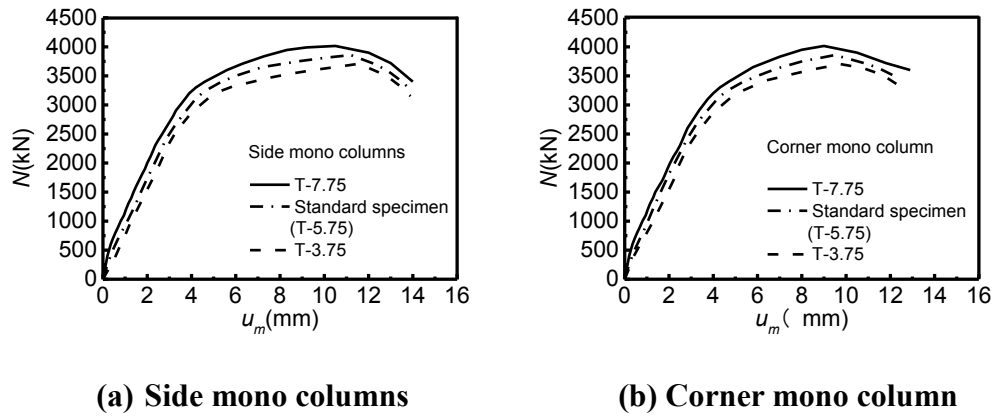 4500
4000
3500
3000
2500
2000
1500
1000
500
0
N(kN)
Side mono columns
T-7.75
Standard specimen
(T-5.75)
T-3.75
0 2 4 6 8 10 12 14 16
um(mm)
(a) Side mono columns
4500
4000
3500
3000
2500
2000
1500
1000
500
0
N(kN)
Corner mono column
T-7.75
Standard specimen
(T-5.75)
T-3.75
0 2 4 6 8 10 12 14 16
um( mm)
(b) Corner mono column